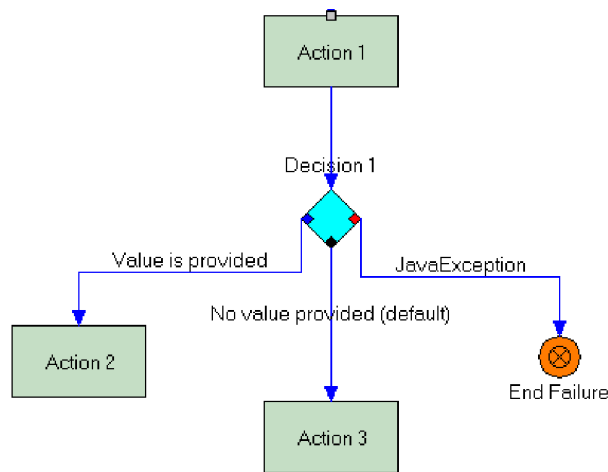 Action 1
Decision 1
Value is provided
JavaException
No value provided (default)
Action 2
End Failure
Action 3